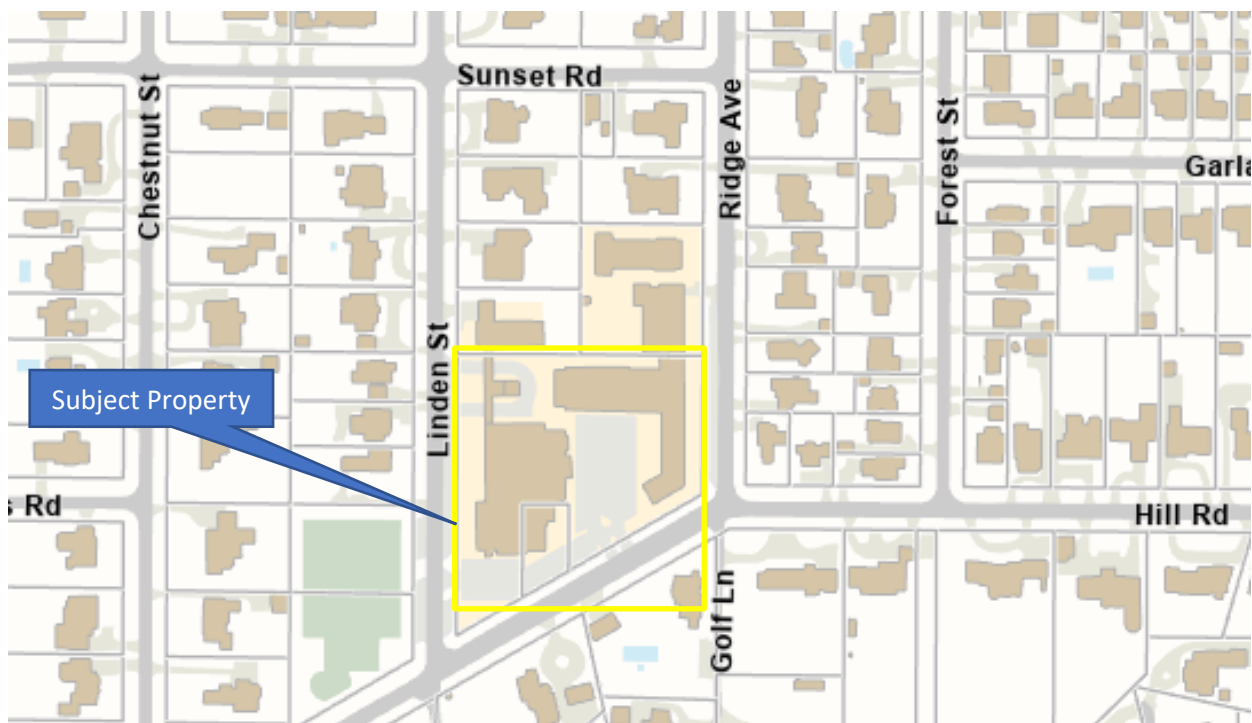 Sunset Rd
Chestnut St
Ridge Ave
Forest St
Garla
Linden St
Subject Property
s Rd
Hill Rd
Golf Ln